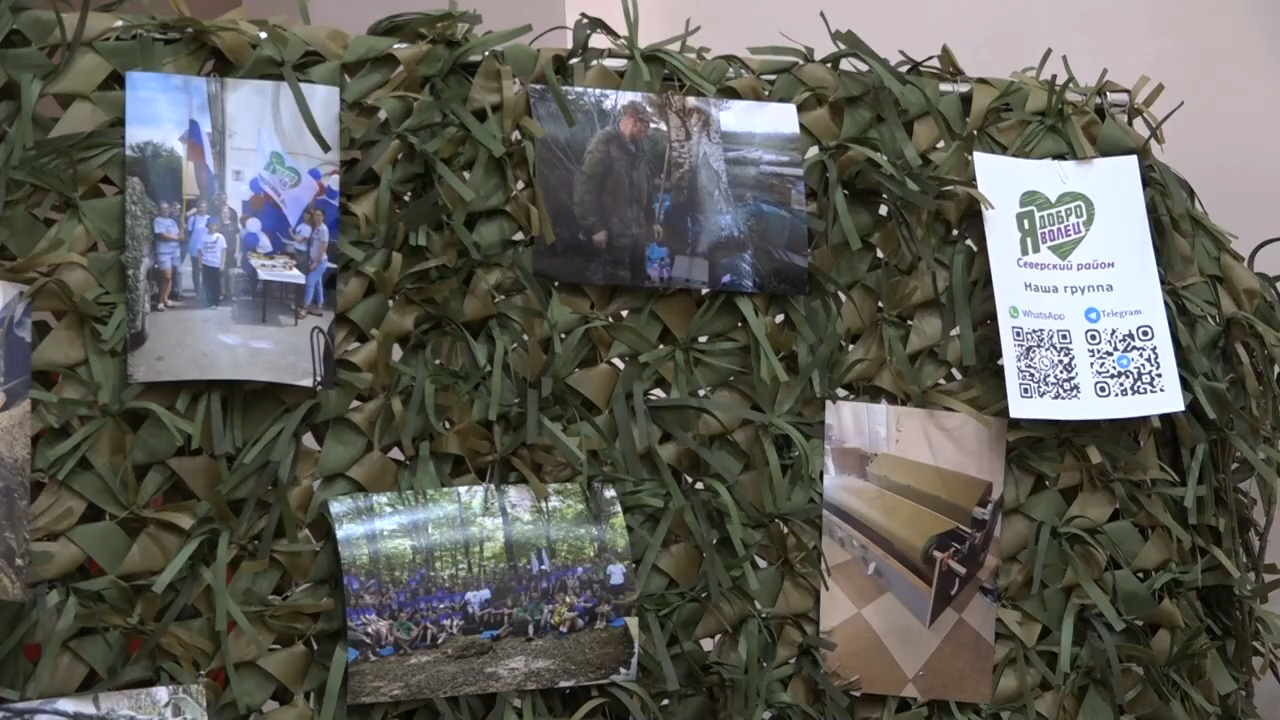 Я ДОБРО
ВОЛЕЦ
Северский район
Наша группа
WhatsApp
Telegram